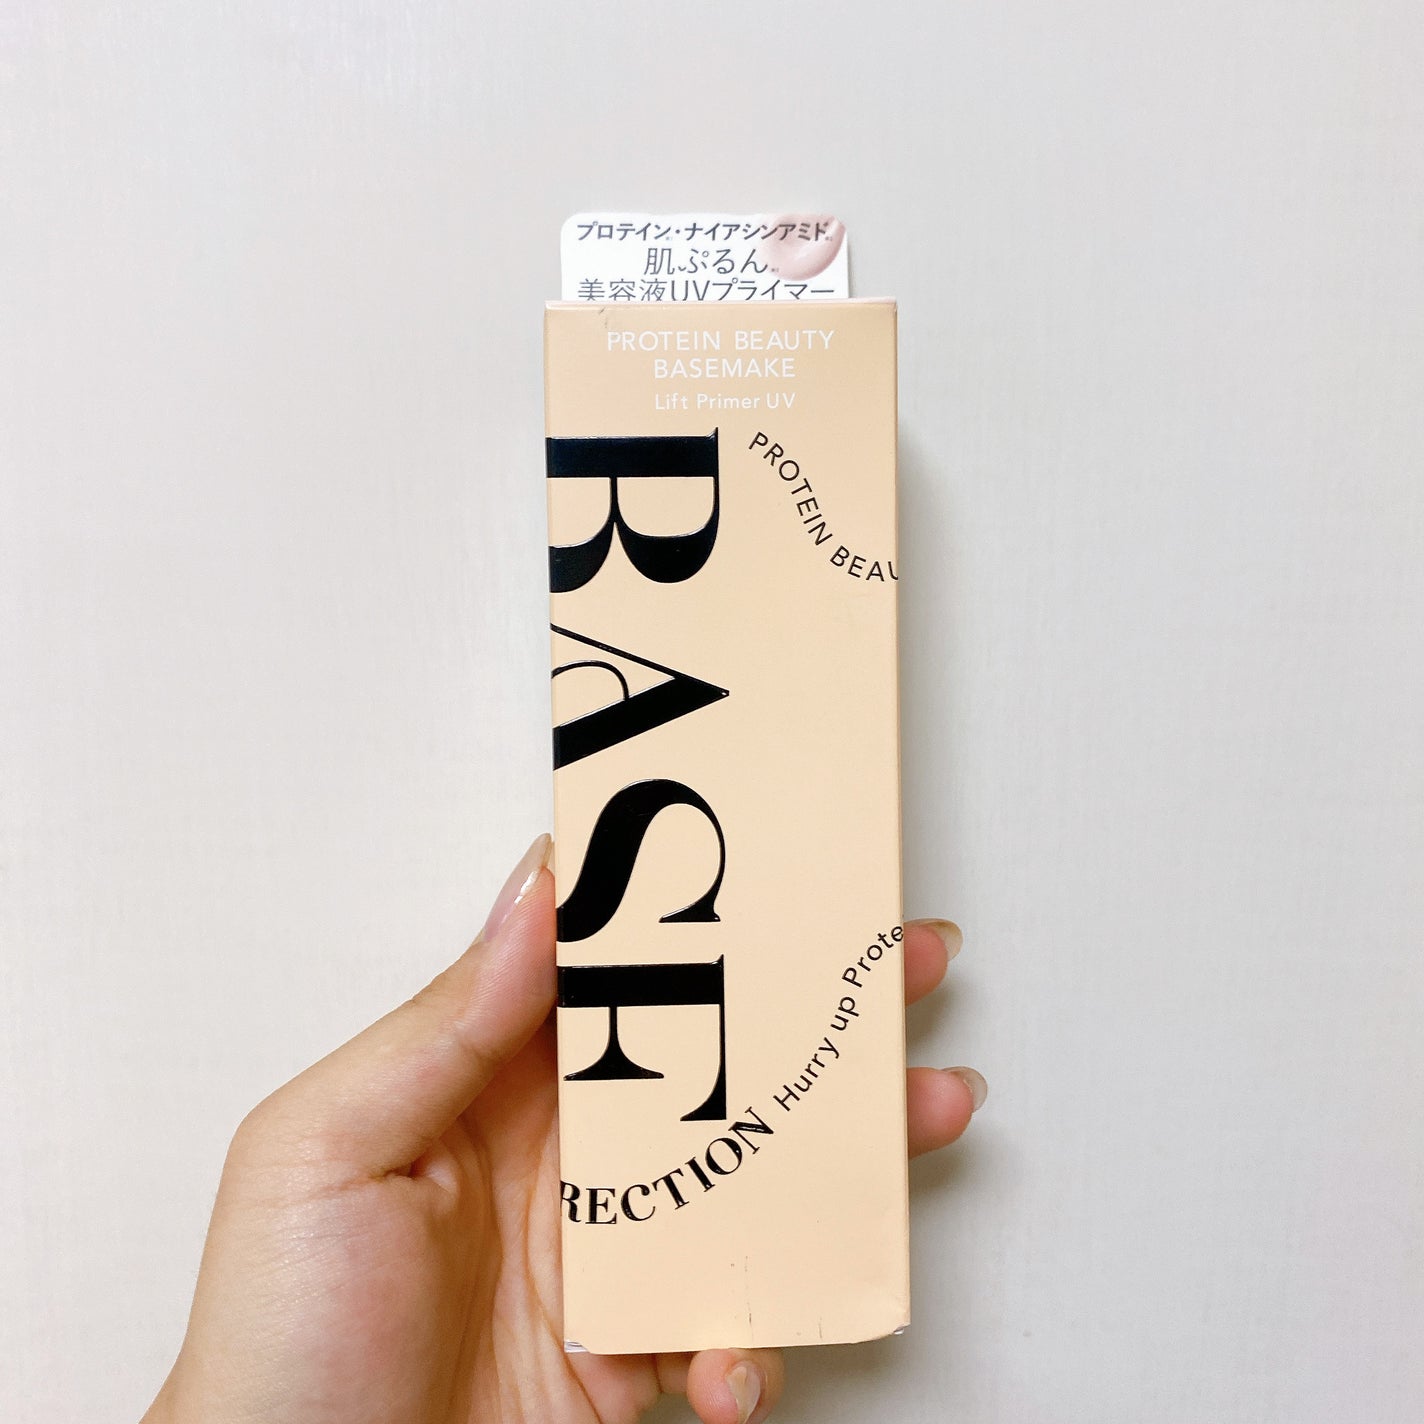 プロテイン・ナイアシンアミド
肌ぷるん
美容液UVプライマー
PROTEIN BEAUTY
BASEMAKE
Lift Primer UV
PROTEIN BEAU
BASE
RECTION Hurry up Prote